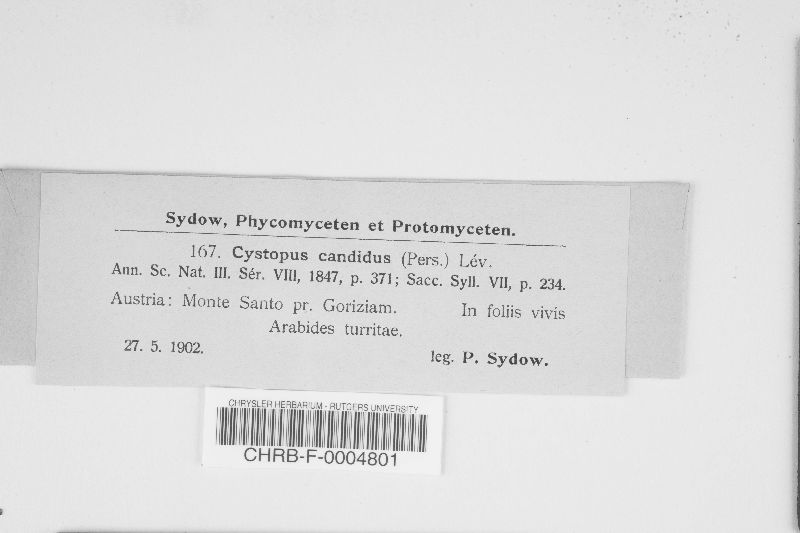 Sydow, Phycomyceten et Protomyceten.
167. Cystopus candidus (Pers.) Lév.
Ann. Sc. Nat. III. Sér. VIII, 1847, p. 371; Sacc. Syll. VII, p. 234.
Austria: Monte Santo pr. Goriziam. In foliis vivis
Arabides turritae.
27. 5. 1902. leg. P. Sydow.
CHRYSLER HERBARIUM - RUTGERS UNIVERSITY
CHRB-F-0004801